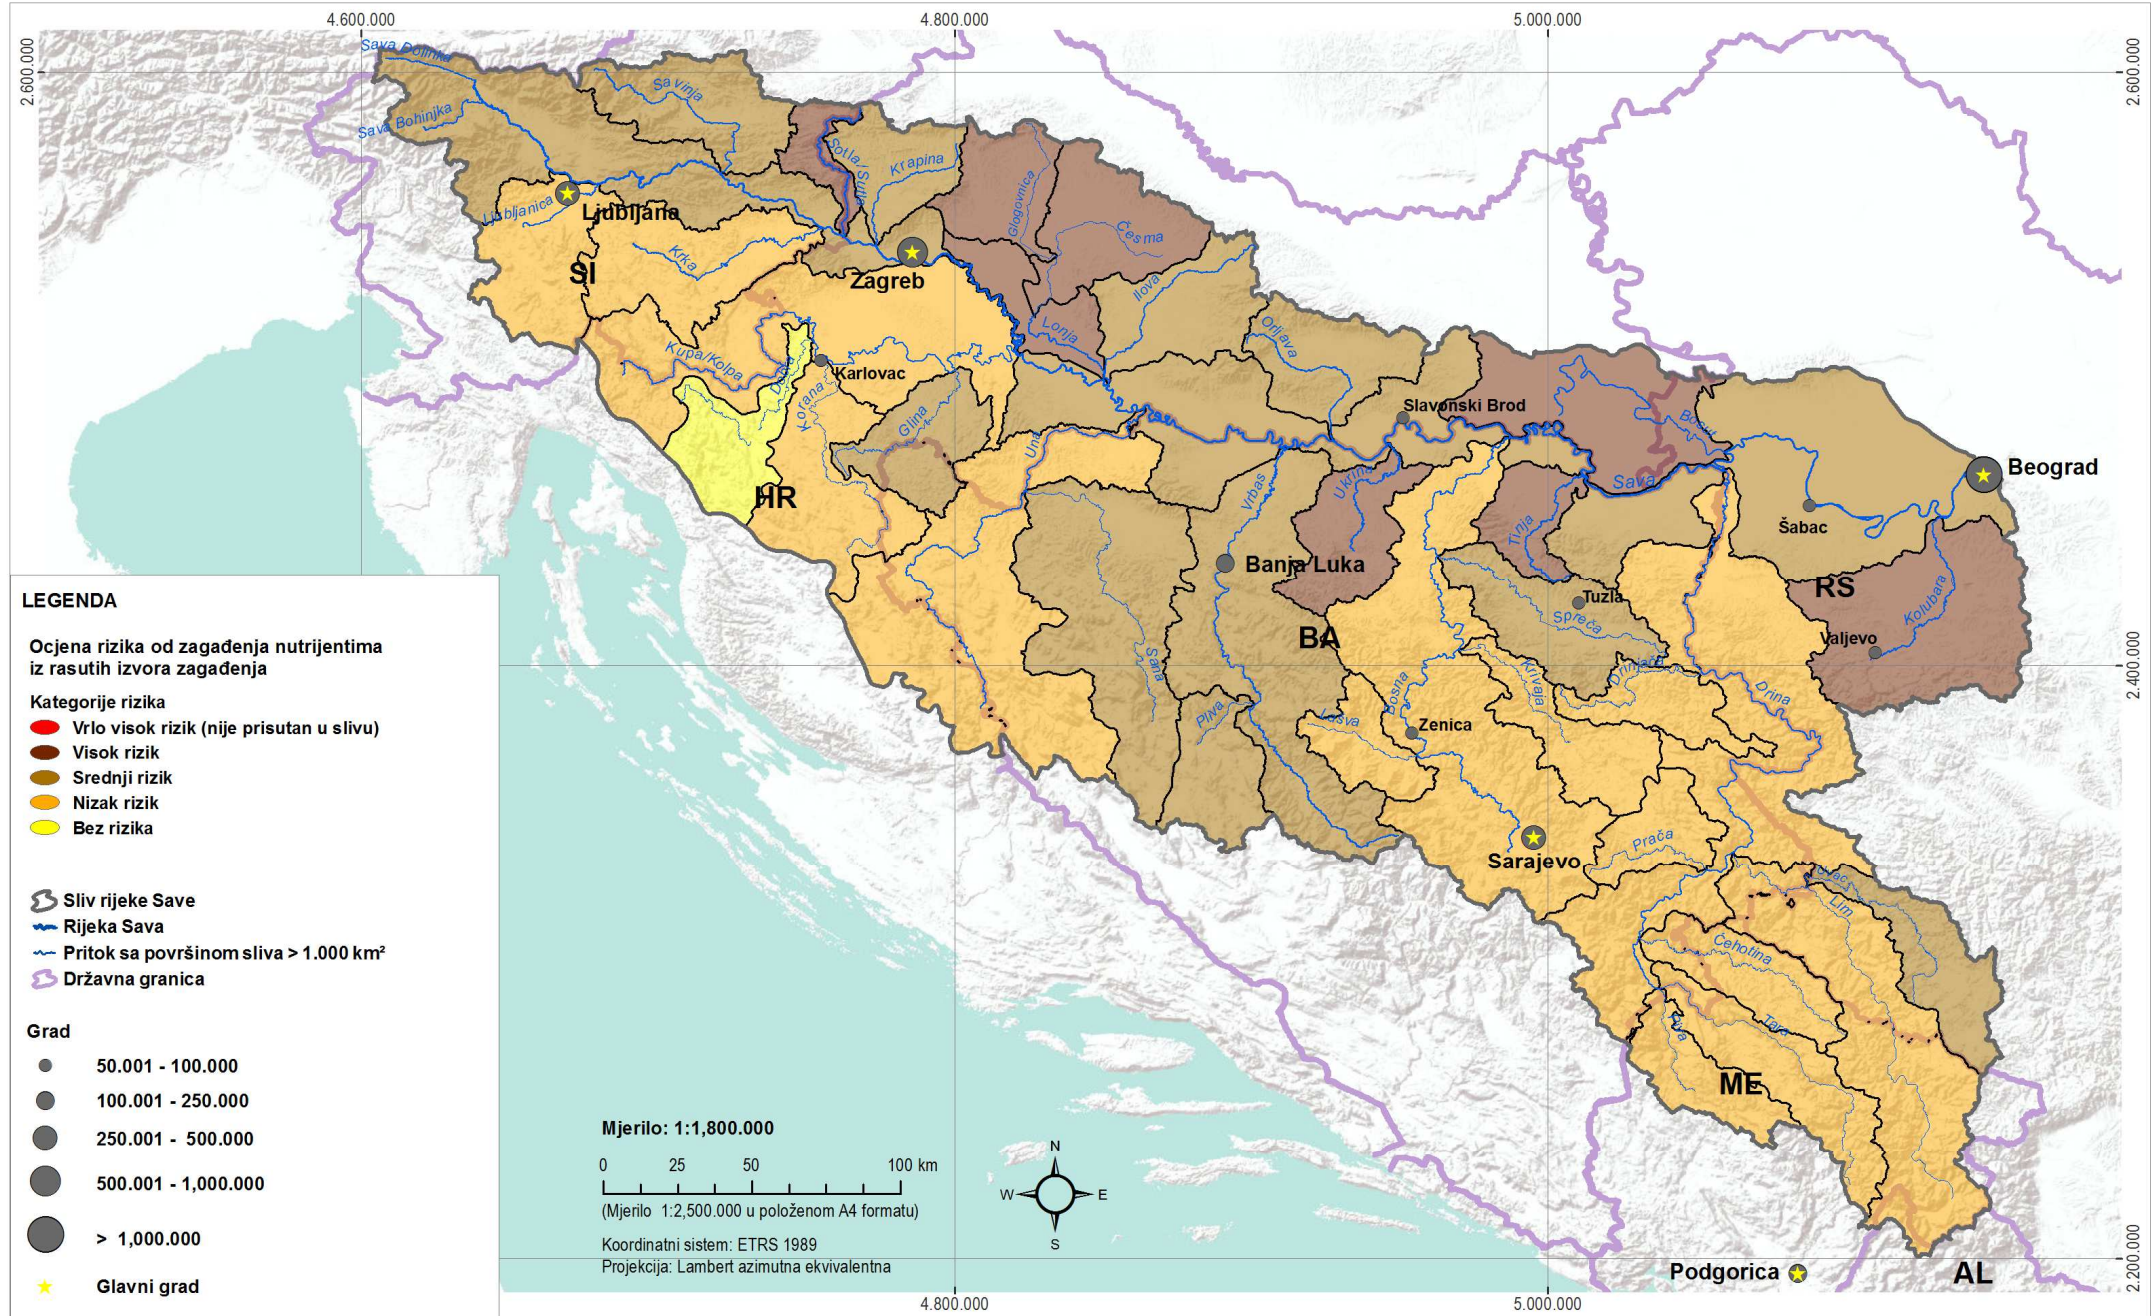 4.600.000
4.800.000
5.000.000
2.600.000
2.600.000
Sava Dolinka
Savinja
Sava Bohinjka
Sotla/Sutla
Krapina
Glogovnica
Ljubljanica
Ljubljana
Česma
Krka
SI
Zagreb
Ilova
Lonja
Orljava
Kupa/Kolpa
Dobra
Karlovac
Korana
Glina
Slavonski Brod
Bosut
Una
Beograd
Ukrina
Vrbas
Sava
HR
Šabac
Tinja
Banja Luka
RS
Tuzla
Kolubara
Spreča
BA
Valjevo
2.400.000
Sana
Krivaja
Drinjača
Bosna
Drina
Pliva
Lašva
Zenica
Prača
Sarajevo
Uvac
Lim
Ćehotina
Piva
Tara
ME
Podgorica
AL
2.200.000
4.800.000
5.000.000
LEGENDA
Ocjena rizika od zagađenja nutrijentima
iz rasutih izvora zagađenja
Kategorije rizika
Vrlo visok rizik (nije prisutan u slivu)
Visok rizik
Srednji rizik
Nizak rizik
Bez rizika
Sliv rijeke Save
Rijeka Sava
Pritok sa površinom sliva > 1.000 km²
Državna granica
Grad
50.001 - 100.000
100.001 - 250.000
250.001 - 500.000
500.001 - 1,000.000
> 1,000.000
Glavni grad
Mjerilo: 1:1,800.000
0 25 50 100 km
(Mjerilo 1:2,500.000 u položenom A4 formatu)
Koordinatni sistem: ETRS 1989
Projekcija: Lambert azimutna ekvivalentna
N
W E
S